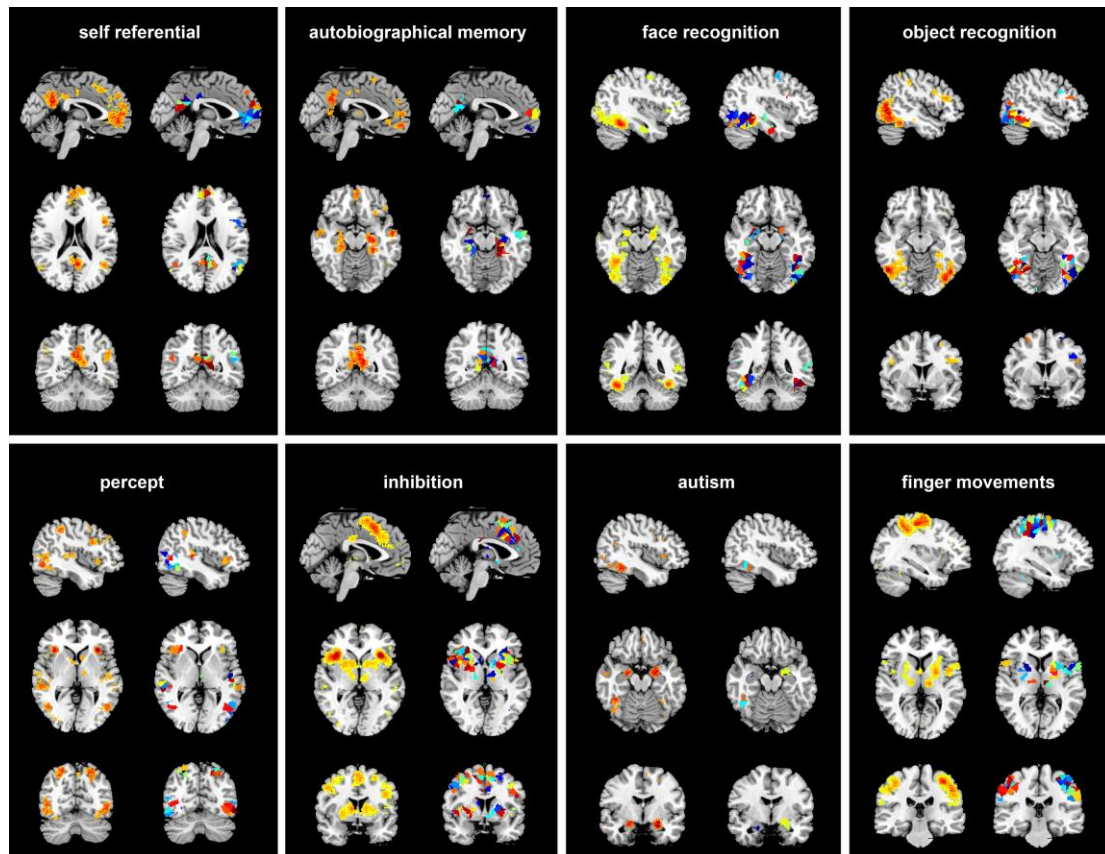 self referential
autobiographical memory
face recognition
object recognition
percept
inhibition
autism
finger movements